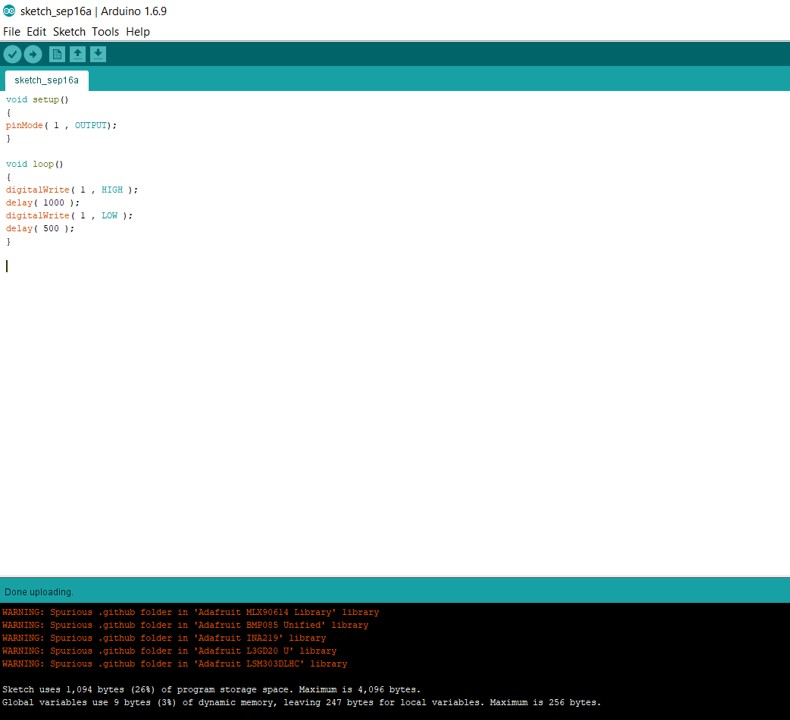 sketch_sep16a | Arduino 1.6.9
File Edit Sketch Tools Help
sketch_sep16a
void setup()
{
pinMode( 1 , OUTPUT);
}
void loop()
{
digitalWrite( 1 , HIGH );
delay( 1000 );
digitalWrite( 1 , LOW );
delay( 500 );
}
Done uploading.
WARNING: Spurious .github folder in 'Adafruit MLX90614 Library' library
WARNING: Spurious .github folder in 'Adafruit BMP085 Unified' library
WARNING: Spurious .github folder in 'Adafruit INA219' library
WARNING: Spurious .github folder in 'Adafruit L3GD20 U' library
WARNING: Spurious .github folder in 'Adafruit LSM303DLHC' library
Sketch uses 1,094 bytes (26%) of program storage space. Maximum is 4,096 bytes.
Global variables use 9 bytes (3%) of dynamic memory, leaving 247 bytes for local variables. Maximum is 256 bytes.